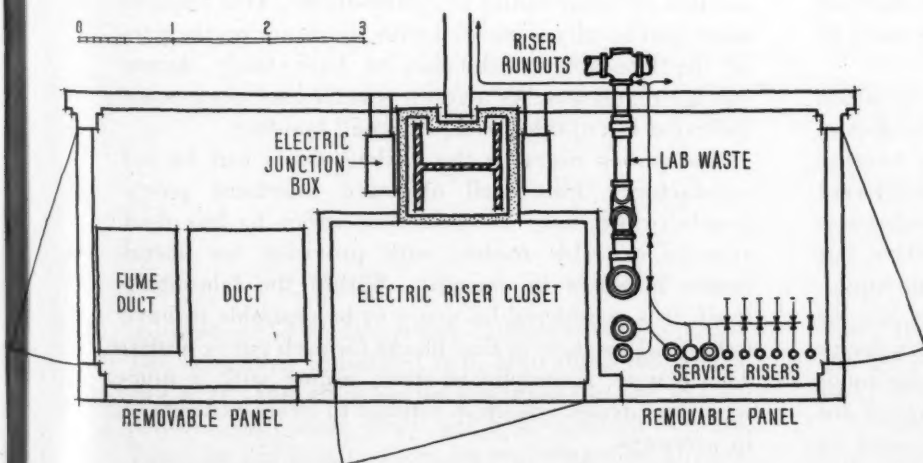 0 1 2 3
RISER
RUNOUTS
ELECTRIC
JUNCTION
BOX
LAB WASTE
FUME
DUCT
DUCT
ELECTRIC RISER CLOSET
SERVICE RISERS
REMOVABLE PANEL
REMOVABLE PANEL